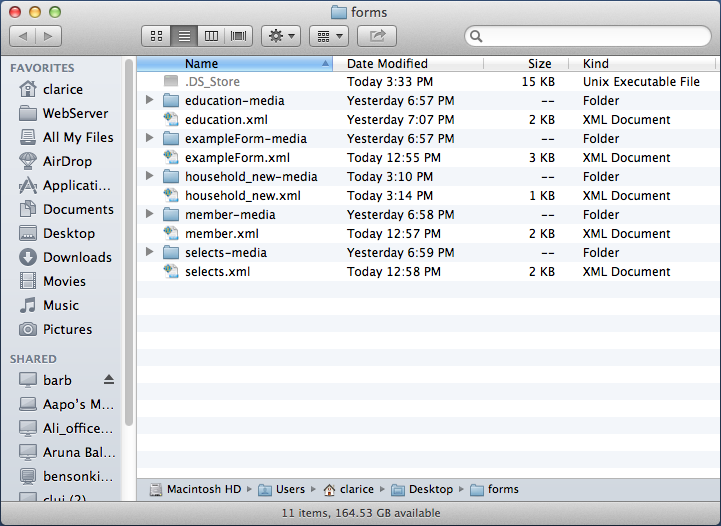 forms
FAVORITES
clarice
WebServer
All My Files
AirDrop
Applicati...
Documents
Desktop
Downloads
Movies
Music
Pictures
SHARED
barb
Aapo's M...
Ali_office...
Aruna Bal...
bensonki...
clui (2)
Name Date Modified Size Kind
.DS_Store Today 3:33 PM 15 KB Unix Executable File
education-media Yesterday 6:57 PM -- Folder
education.xml Yesterday 7:07 PM 2 KB XML Document
exampleForm-media Yesterday 6:57 PM -- Folder
exampleForm.xml Today 12:55 PM 3 KB XML Document
household_new-media Today 3:10 PM -- Folder
household_new.xml Today 3:14 PM 1 KB XML Document
member-media Yesterday 6:58 PM -- Folder
member.xml Today 12:57 PM 2 KB XML Document
selects-media Yesterday 6:59 PM -- Folder
selects.xml Today 12:58 PM 2 KB XML Document
Macintosh HD Users clarice Desktop forms
11 items, 164.53 GB available